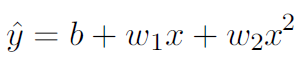 ŷ = b + w₁x + w₂x²